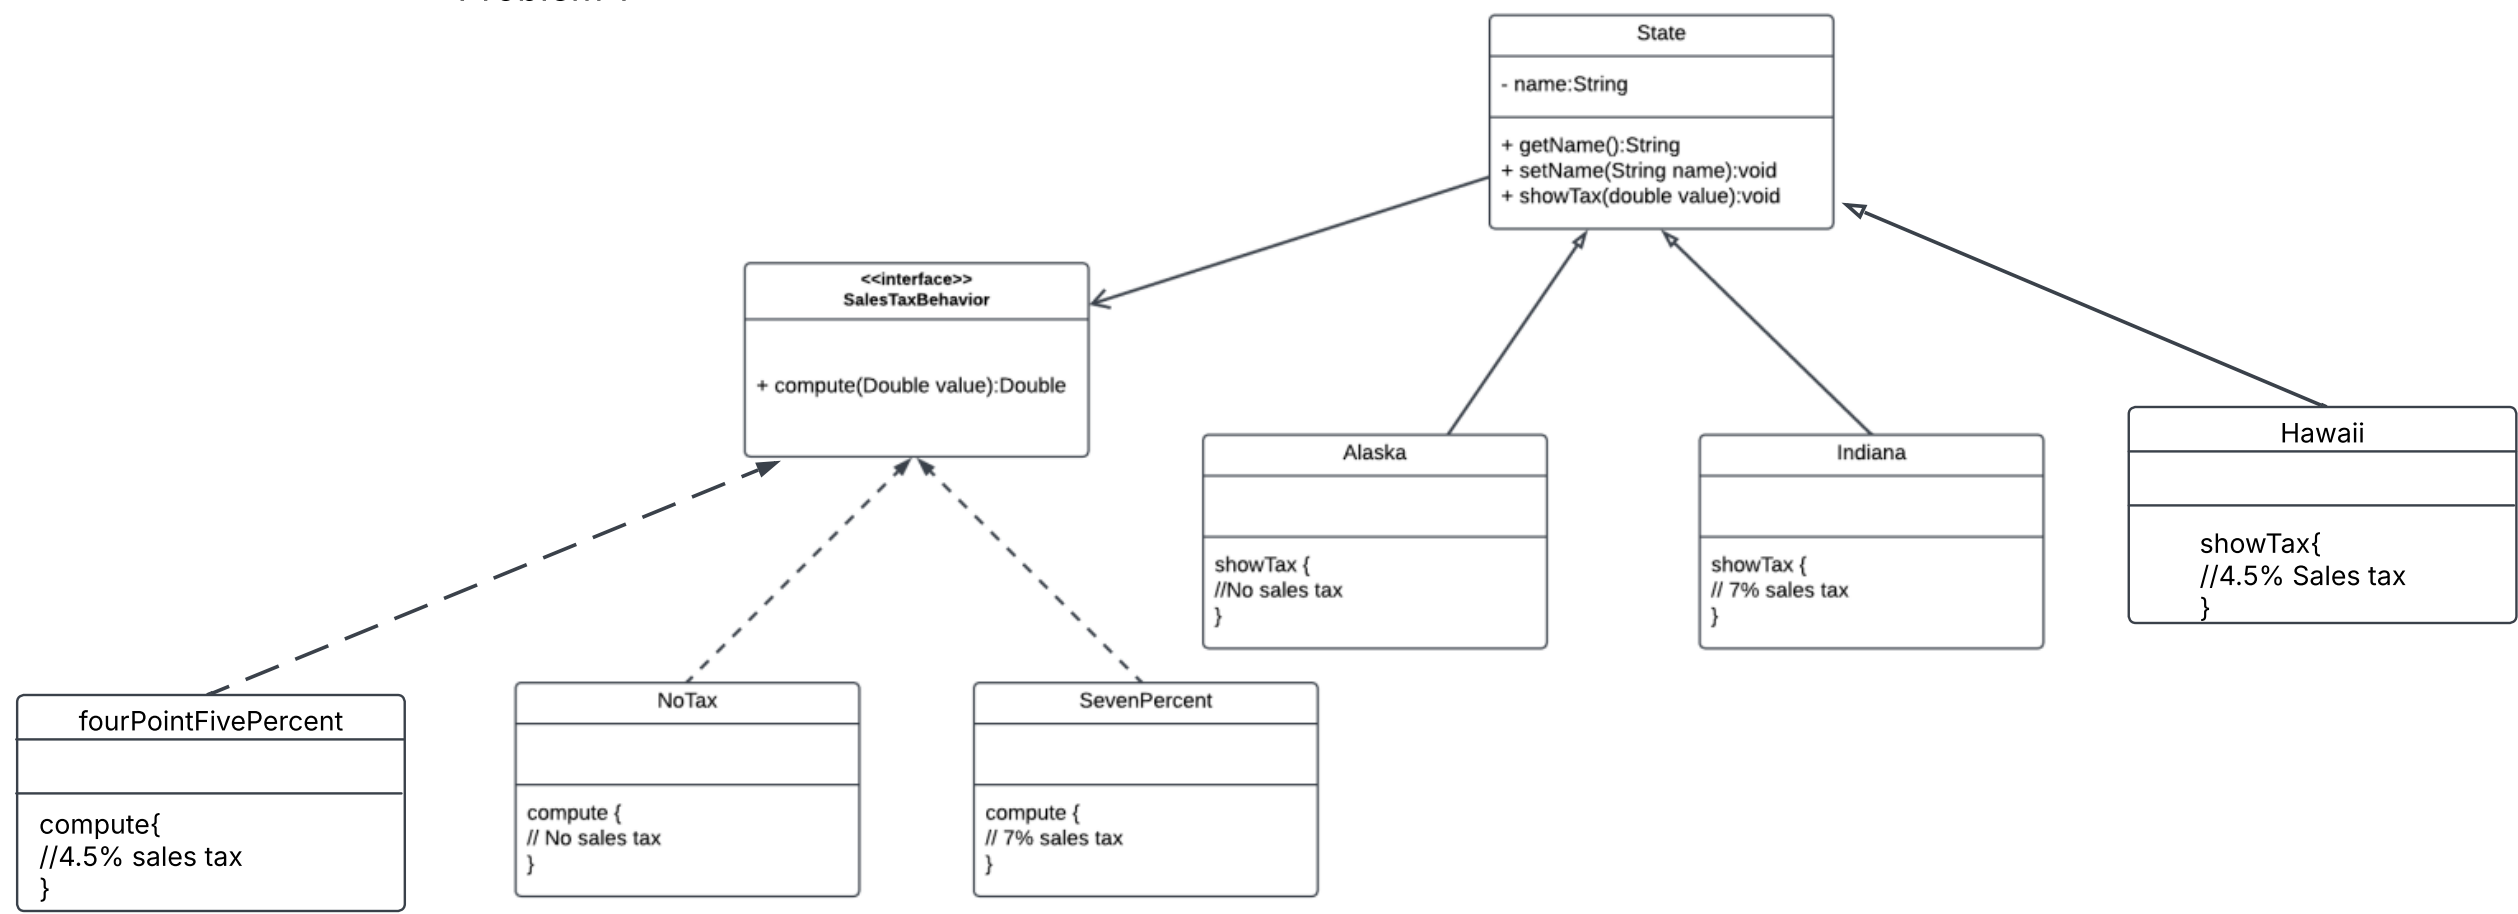 State
- name:String
+ getName():String
+ setName(String name):void
+ showTax(double value):void
<<interface>>
SalesTaxBehavior
+ compute(Double value):Double
Alaska
showTax {
//No sales tax
}
Indiana
showTax {
// 7% sales tax
}
Hawaii
showTax{
//4.5% Sales tax
}
fourPointFivePercent
compute{
//4.5% sales tax
}
NoTax
compute {
// No sales tax
}
SevenPercent
compute {
// 7% sales tax
}